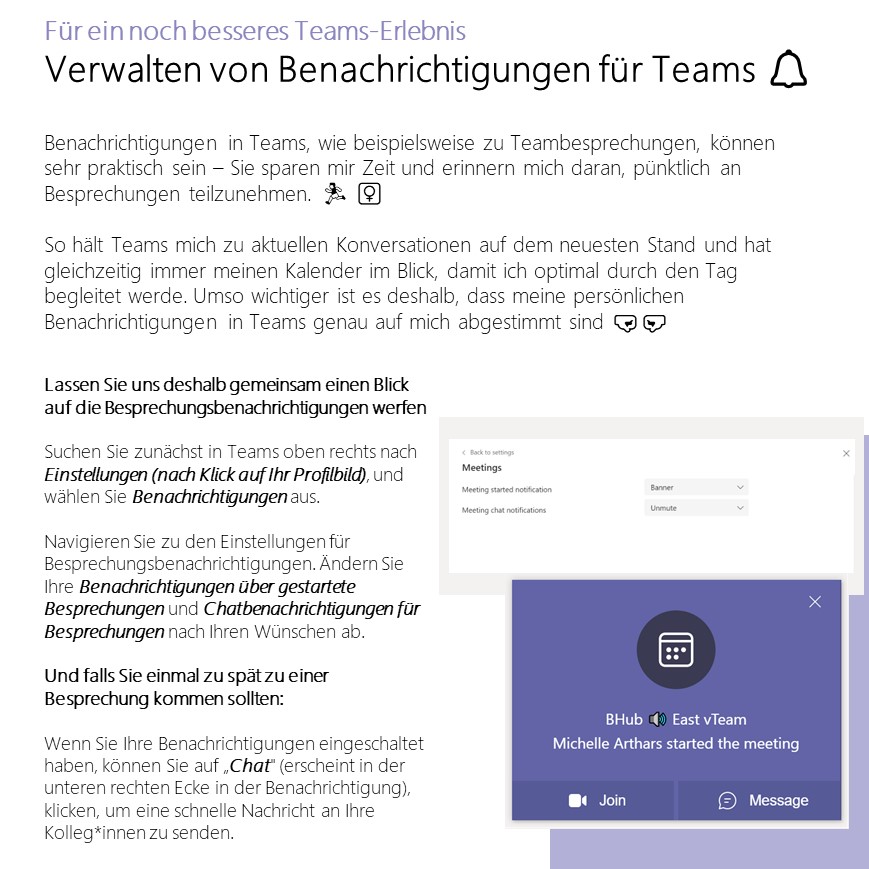 Für ein noch besseres Teams-Erlebnis
Verwalten von Benachrichtigungen für Teams
Benachrichtigungen in Teams, wie beispielsweise zu Teambesprechungen, können
sehr praktisch sein – Sie sparen mir Zeit und erinnern mich daran, pünktlich an
Besprechungen teilzunehmen.
So hält Teams mich zu aktuellen Konversationen auf dem neuesten Stand und hat
gleichzeitig immer meinen Kalender im Blick, damit ich optimal durch den Tag
begleitet werde. Umso wichtiger ist es deshalb, dass meine persönlichen
Benachrichtigungen in Teams genau auf mich abgestimmt sind
Lassen Sie uns deshalb gemeinsam einen Blick
auf die Besprechungsbenachrichtigungen werfen
Suchen Sie zunächst in Teams oben rechts nach
Einstellungen (nach Klick auf Ihr Profilbild), und
wählen Sie Benachrichtigungen aus.
Navigieren Sie zu den Einstellungen für
Besprechungsbenachrichtigungen. Ändern Sie
Ihre Benachrichtigungen über gestartete
Besprechungen und Chatbenachrichtigungen für
Besprechungen nach Ihren Wünschen ab.
Und falls Sie einmal zu spät zu einer
Besprechung kommen sollten:
Wenn Sie Ihre Benachrichtigungen eingeschaltet
haben, können Sie auf „Chat" (erscheint in der
unteren rechten Ecke in der Benachrichtigung),
klicken, um eine schnelle Nachricht an Ihre
Kolleg*innen zu senden.
Back to settings
Meetings
Meeting started notification Banner
Meeting chat notifications Unmute
BHub East vTeam
Michelle Arthars started the meeting
Join Message